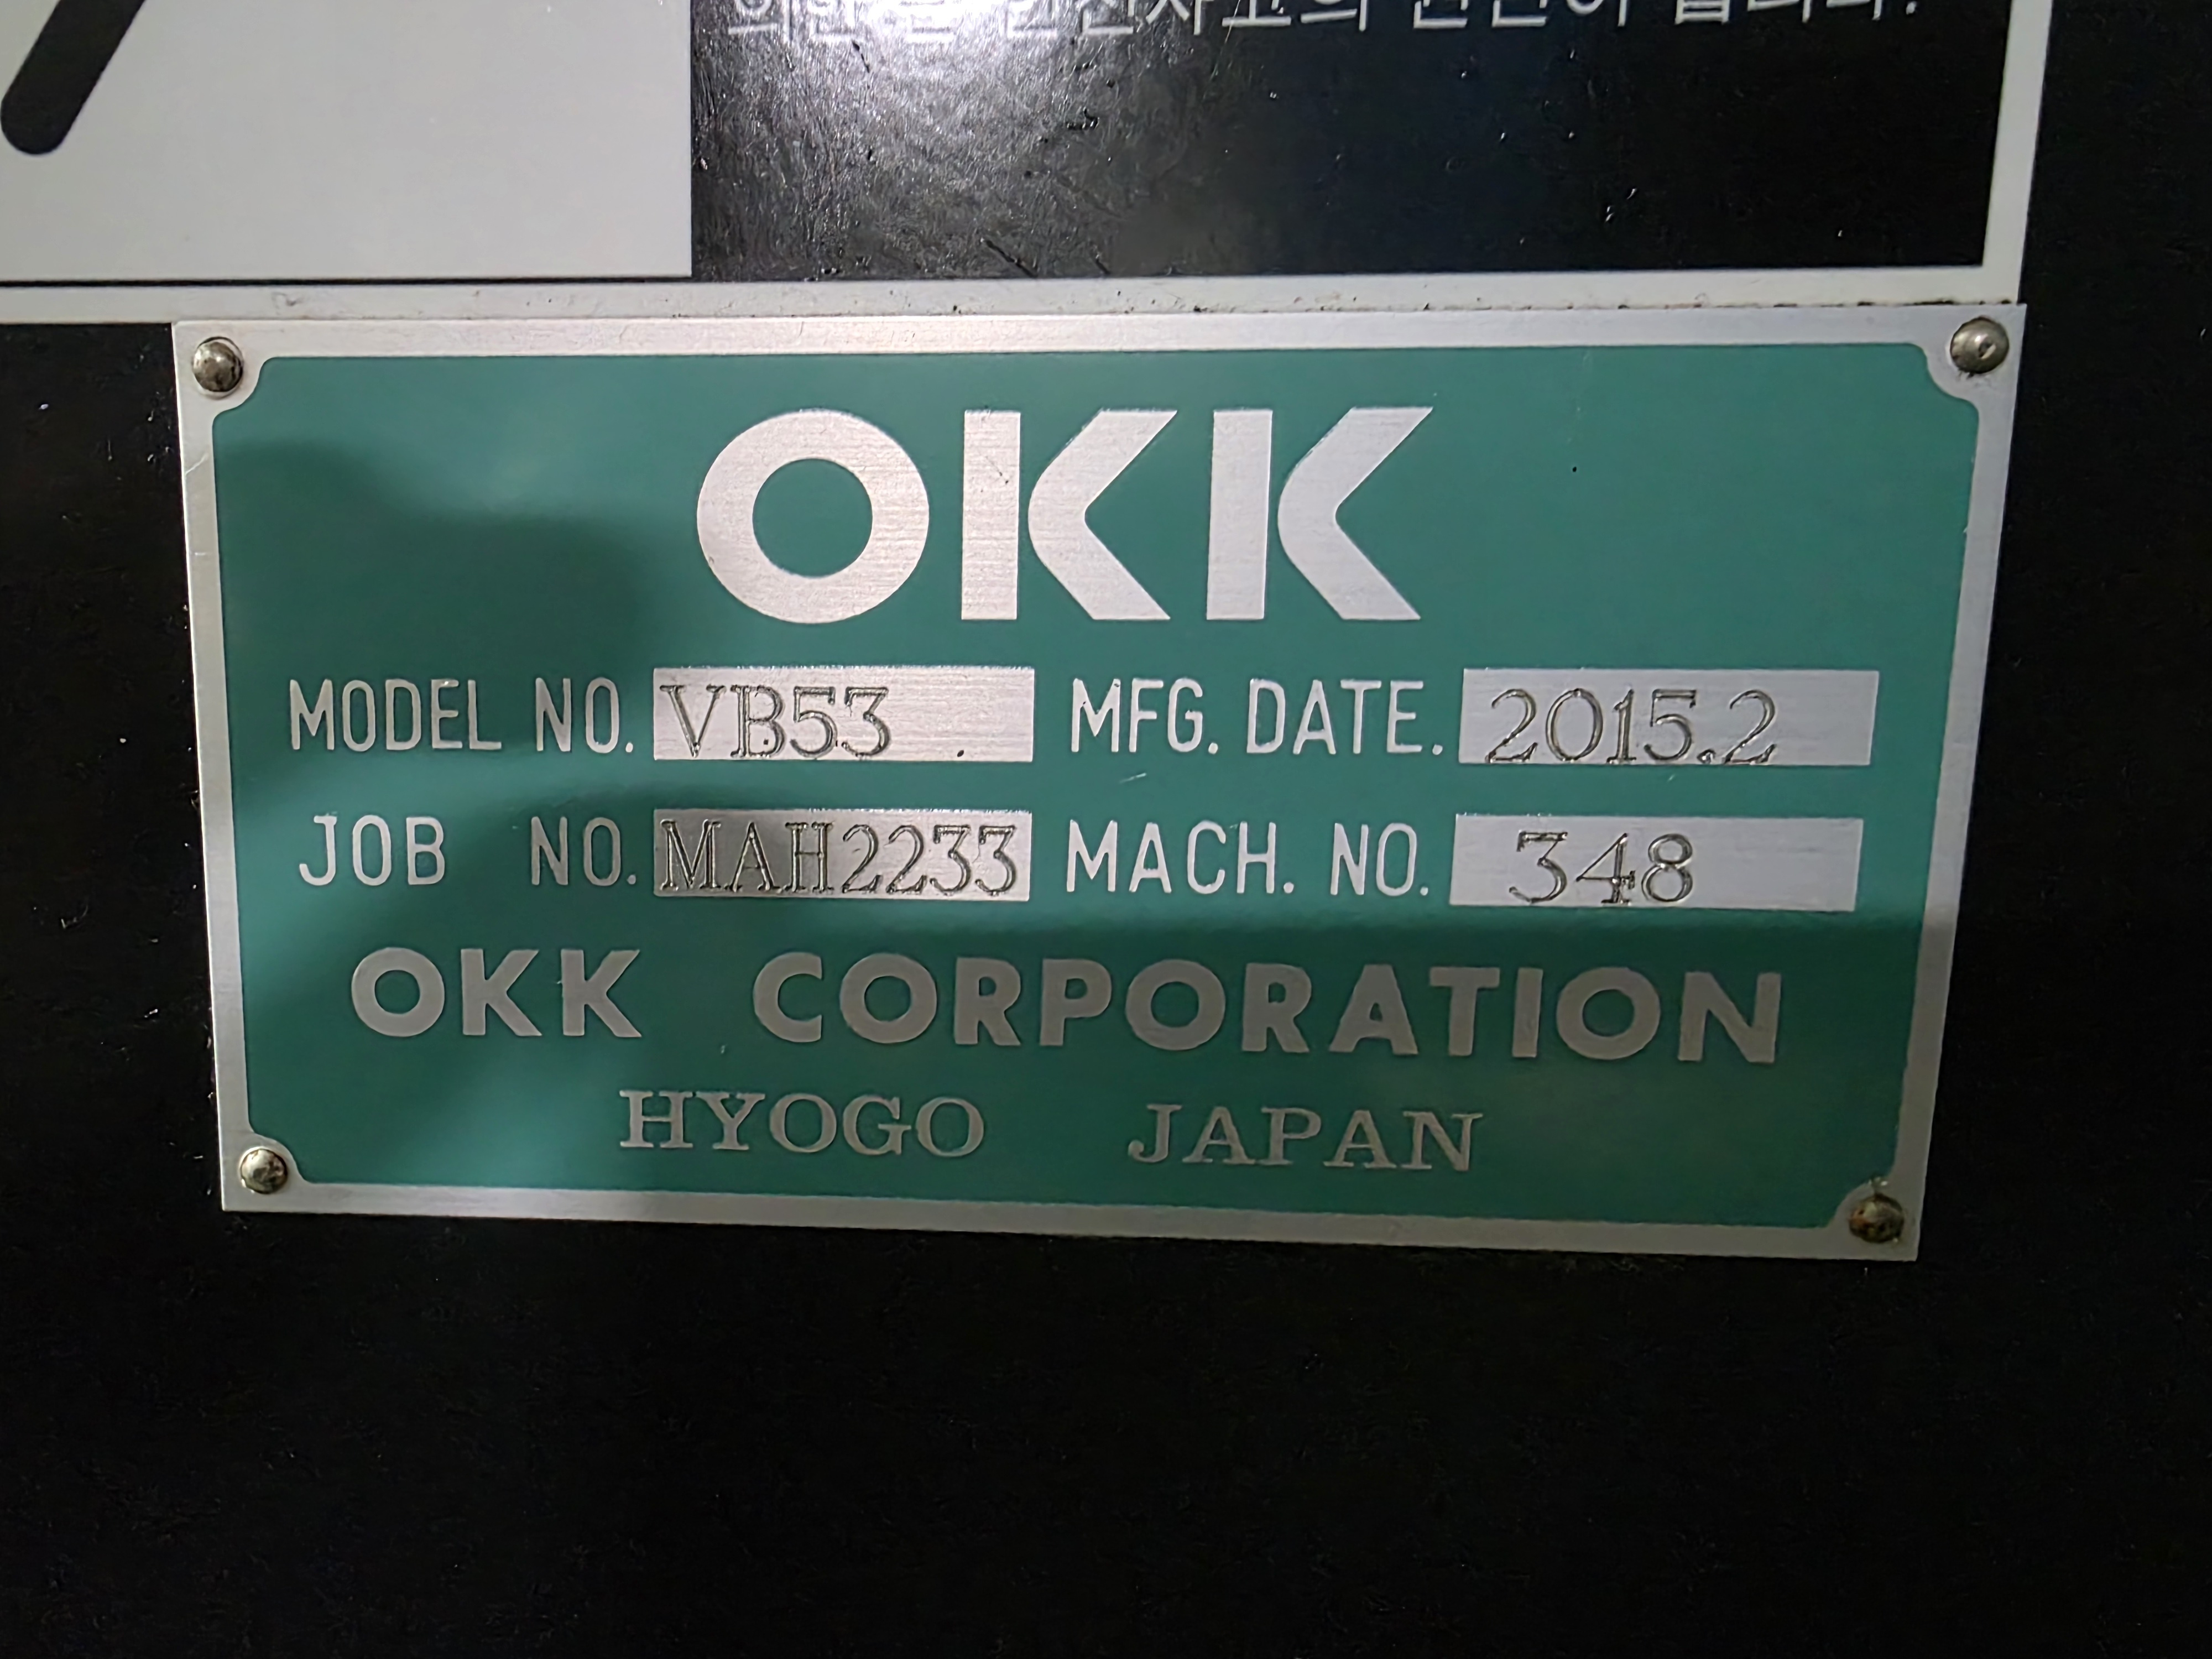 OKK
MODEL NO. VB53 MFG. DATE. 2015.2
JOB NO. MAH2233 MACH. NO. 348
OKK CORPORATION
HYOGO JAPAN